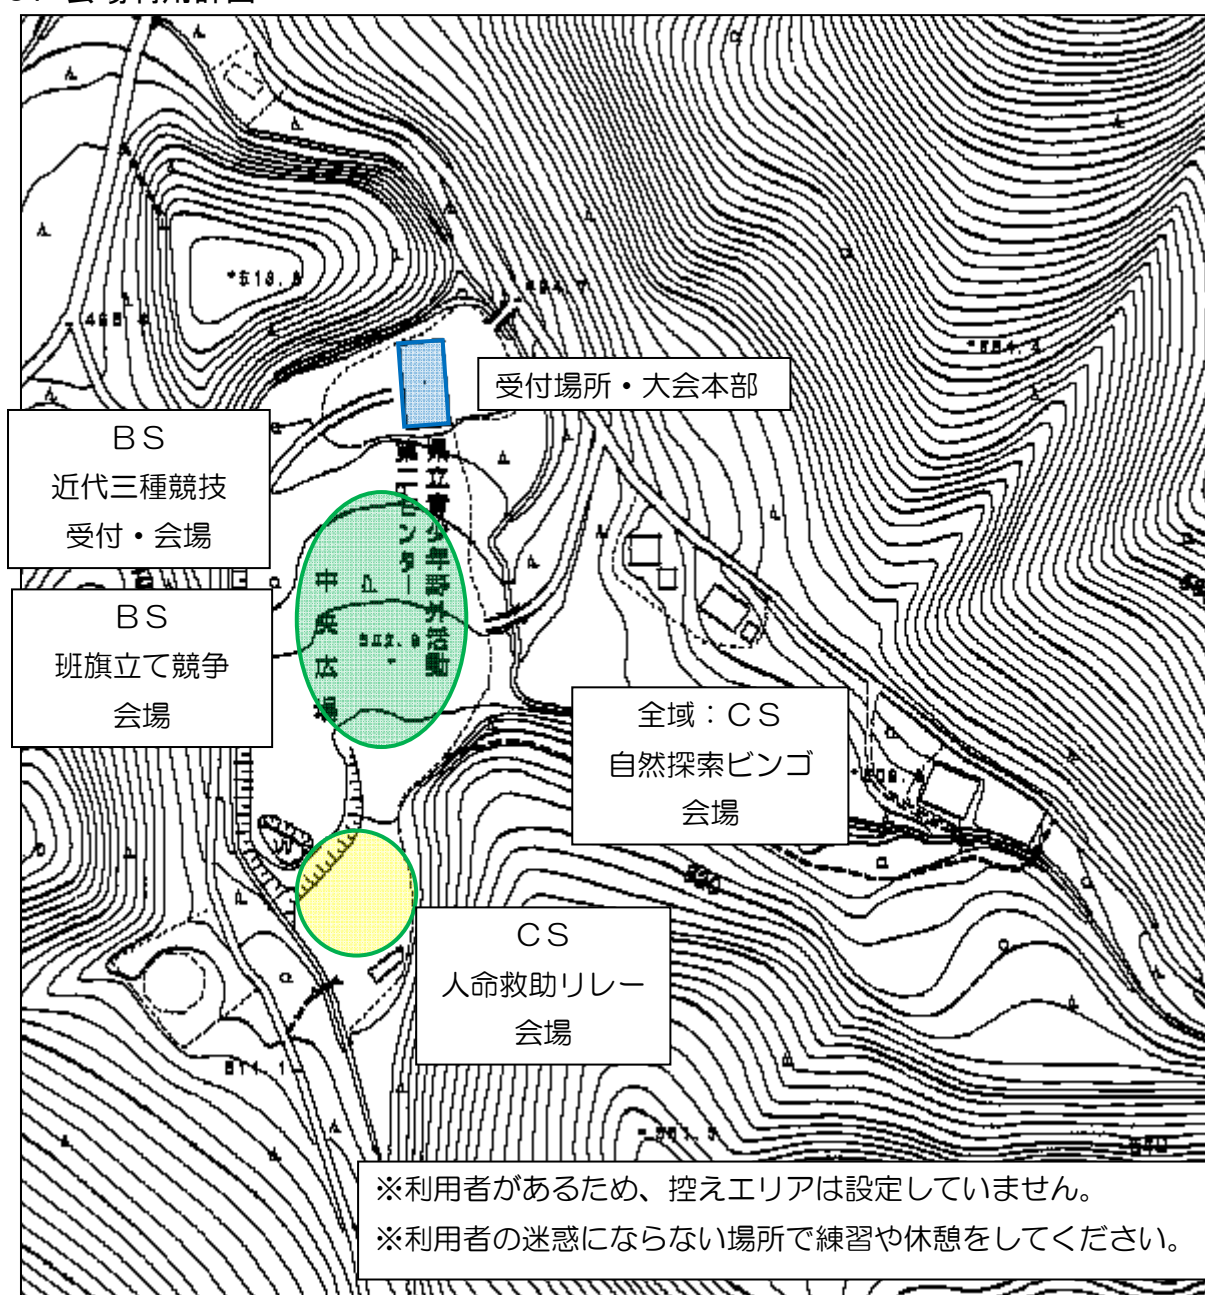 受付場所・大会本部
ＢＳ
近代三種競技
受付・会場
ＢＳ
班旗立て競争
会場
県立青少年野外活動
第二センター
中央広場
全域：ＣＳ
自然探索ビンゴ
会場
ＣＳ
人命救助リレー
会場
511.1
※利用者があるため、控えエリアは設定していません。
※利用者の迷惑にならない場所で練習や休憩をしてください。